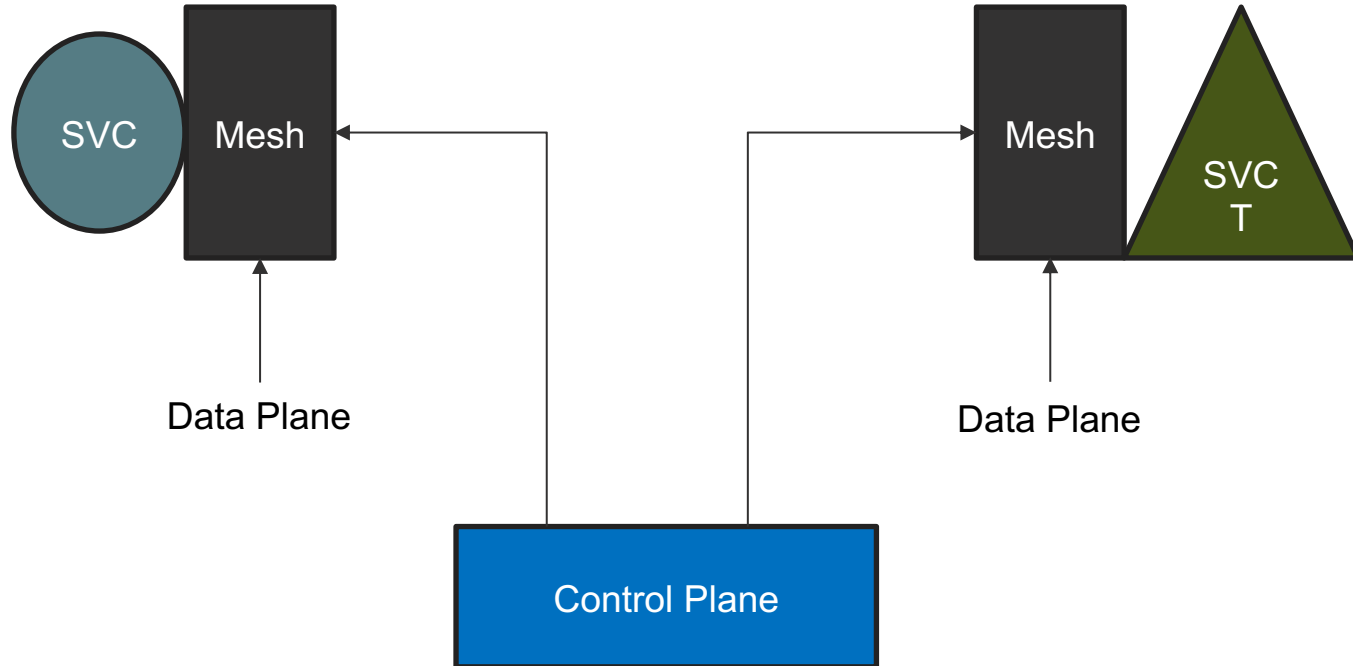 SVC
Mesh
Mesh
SVC
T
Data Plane
Data Plane
Control Plane